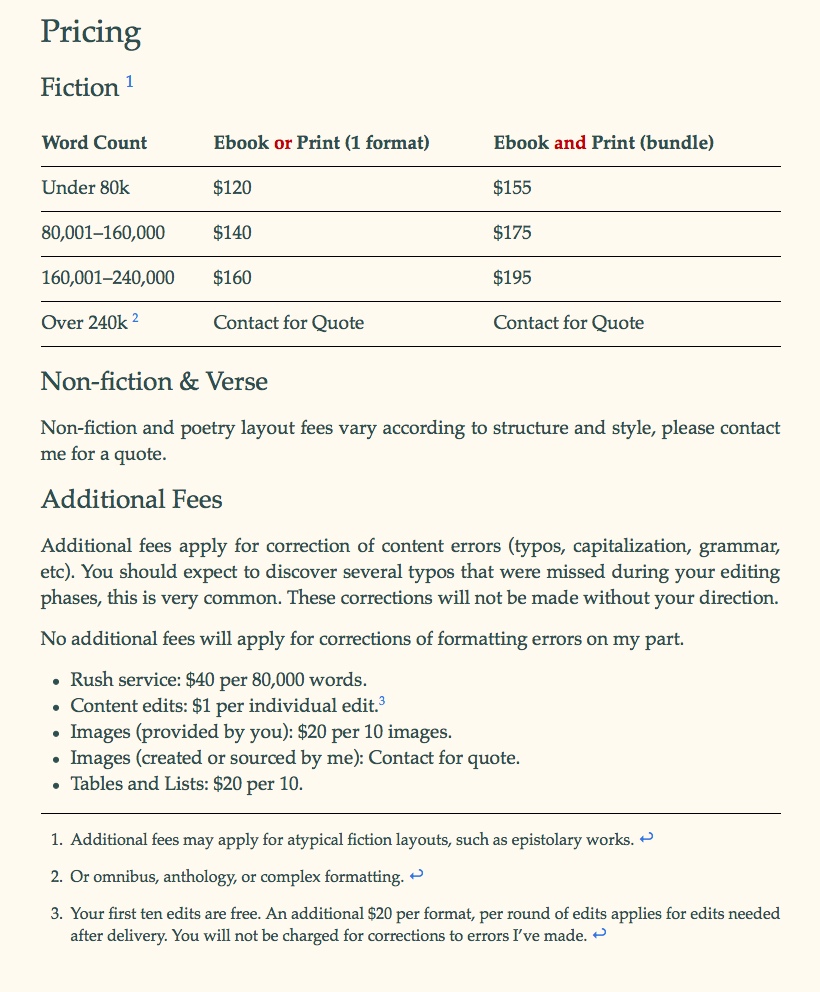 Pricing
Fiction 1
Word Count Ebook or Print (1 format) Ebook and Print (bundle)
Under 80k $120 $155
80,001–160,000 $140 $175
160,001–240,000 $160 $195
Over 240k 2 Contact for Quote Contact for Quote
Non-fiction & Verse
Non-fiction and poetry layout fees vary according to structure and style, please contact
me for a quote.
Additional Fees
Additional fees apply for correction of content errors (typos, capitalization, grammar,
etc). You should expect to discover several typos that were missed during your editing
phases, this is very common. These corrections will not be made without your direction.
No additional fees will apply for corrections of formatting errors on my part.
• Rush service: $40 per 80,000 words.
• Content edits: $1 per individual edit.3
• Images (provided by you): $20 per 10 images.
• Images (created or sourced by me): Contact for quote.
• Tables and Lists: $20 per 10.
1. Additional fees may apply for atypical fiction layouts, such as epistolary works. ↩
2. Or omnibus, anthology, or complex formatting. ↩
3. Your first ten edits are free. An additional $20 per format, per round of edits applies for edits needed
after delivery. You will not be charged for corrections to errors I’ve made. ↩